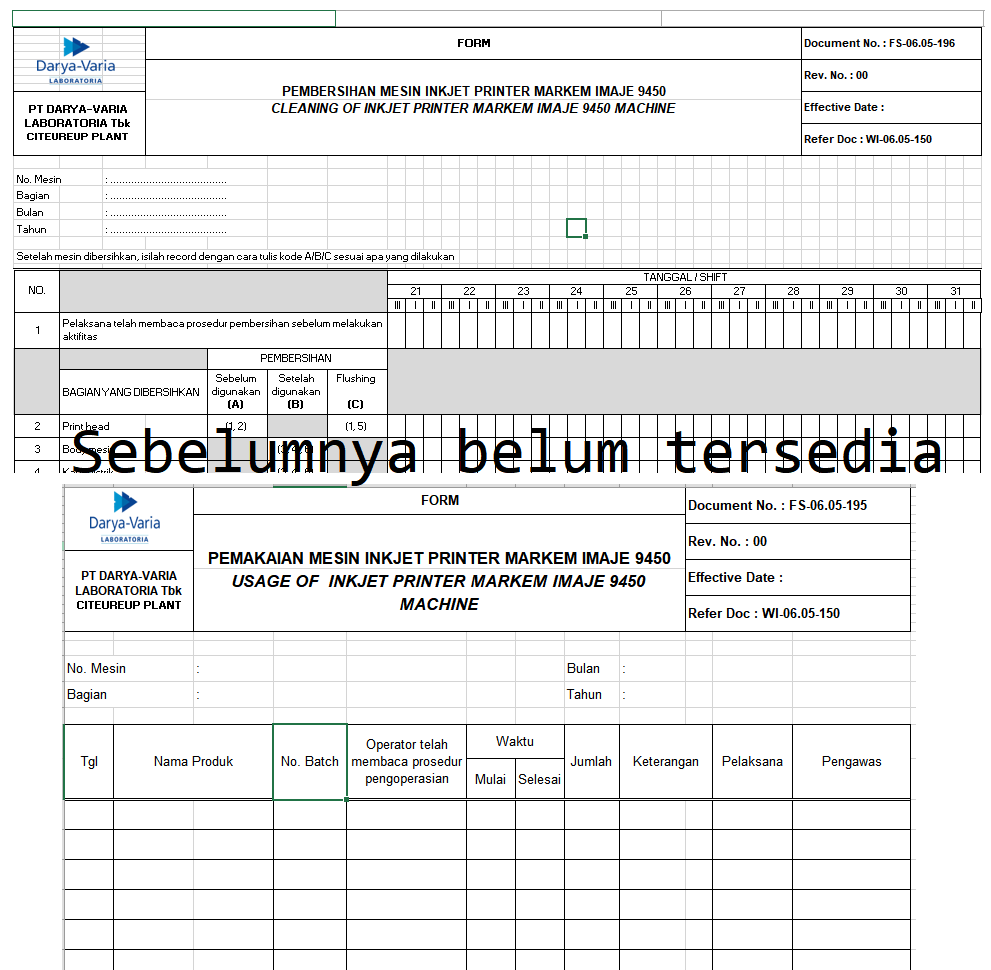 FORM
Document No. : FS-06.05-196
Darya-Varia
LABORATORIA
Rev. No. : 00
PEMBERSIHAN MESIN INKJET PRINTER MARKEM IMAJE 9450
CLEANING OF INKJET PRINTER MARKEM IMAJE 9450 MACHINE
PT DARYA-VARIA
LABORATORIA Tbk
CITEUREUP PLANT
Effective Date :
Refer Doc : WI-06.05-150
No. Mesin : .......................................
Bagian : .......................................
Bulan : .......................................
Tahun : .......................................
Setelah mesin dibersihkan, isilah record dengan cara tulis kode A/B/C sesuai apa yang dilakukan
NO. TANGGAL / SHIFT
21 22 23 24 25 26 27 28 29 30 31
III I II III I II III I II III I II III I II III I II III I II III I II III I II III I II III I II
1 Pelaksana telah membaca prosedur pembersihan sebelum melakukan
aktifitas
PEMBERSIHAN
BAGIAN YANG DIBERSIHKAN
Sebelum digunakan (A)
Setelah digunakan (B)
Flushing (C)
2 Print head (1, 2) (1, 5)
3
4
Sebelumnya belum tersedia
FORM
Document No. : FS-06.05-195
Darya-Varia
LABORATORIA
Rev. No. : 00
PEMAKAIAN MESIN INKJET PRINTER MARKEM IMAJE 9450
USAGE OF INKJET PRINTER MARKEM IMAJE 9450
MACHINE
PT DARYA-VARIA
LABORATORIA Tbk
CITEUREUP PLANT
Effective Date :
Refer Doc : WI-06.05-150
No. Mesin : Bulan :
Bagian : Tahun :
Tgl
Nama Produk
No. Batch
Operator telah
membaca prosedur
pengoperasian
Waktu
Mulai Selesai
Jumlah
Keterangan
Pelaksana
Pengawas